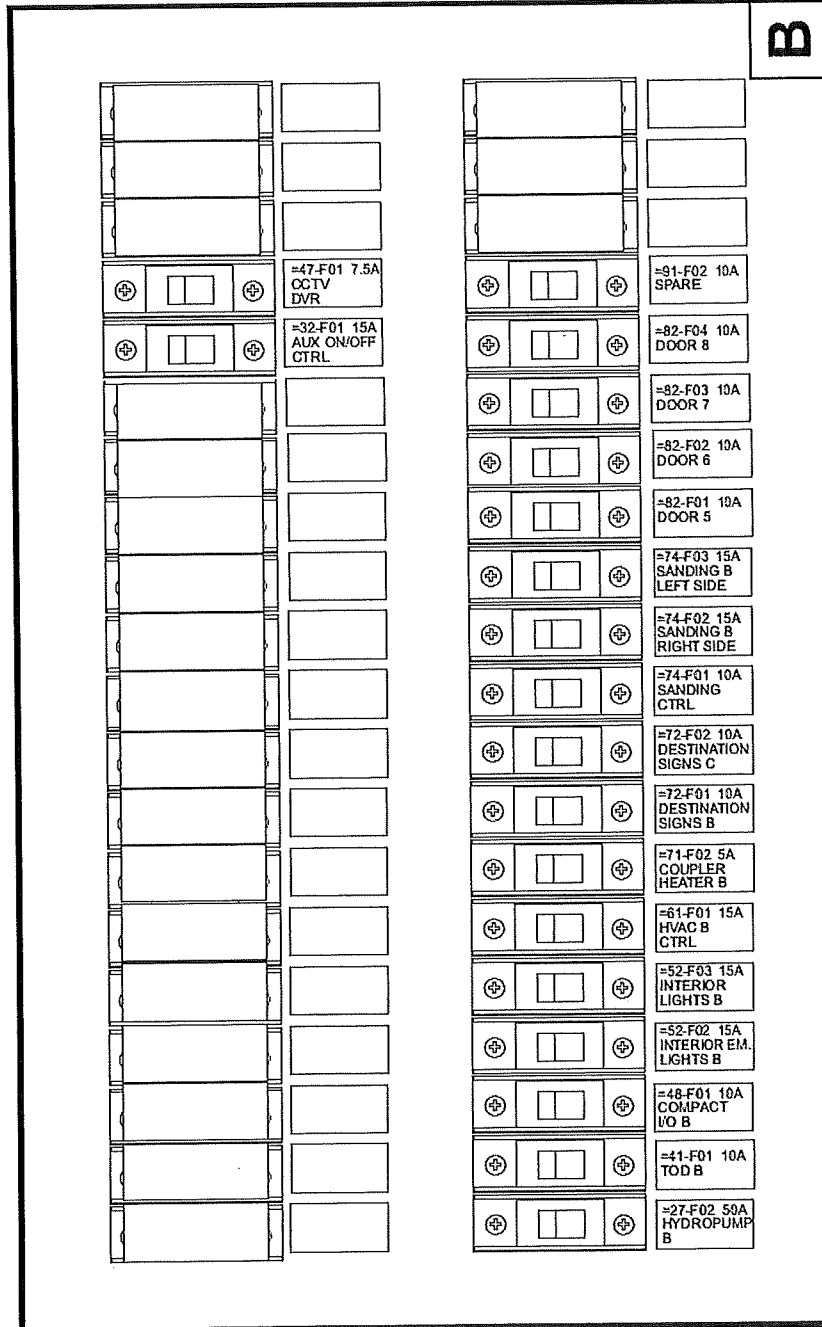 B
=47-F01 7.5A
CCTV
DVR
=32-F01 15A
AUX ON/OFF
CTRL
=91-F02 10A
SPARE
=82-F04 10A
DOOR 8
=82-F03 10A
DOOR 7
=82-F02 10A
DOOR 6
=82-F01 10A
DOOR 5
=74-F03 15A
SANDING B
LEFT SIDE
=74-F02 15A
SANDING B
RIGHT SIDE
=74-F01 10A
SANDING
CTRL
=72-F02 10A
DESTINATION
SIGNS C
=72-F01 10A
DESTINATION
SIGNS B
=71-F02 5A
COUPLER
HEATER B
=61-F01 15A
HVAC B
CTRL
=52-F03 15A
INTERIOR
LIGHTS B
=52-F02 15A
INTERIOR EM.
LIGHTS B
=48-F01 10A
COMPACT
I/O B
=41-F01 10A
TOD B
=27-F02 50A
HYDROPUMP
B